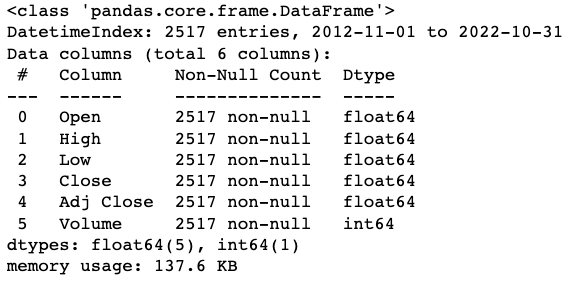 <class 'pandas.core.frame.DataFrame'>
DatetimeIndex: 2517 entries, 2012-11-01 to 2022-10-31
Data columns (total 6 columns):
 #   Column     Non-Null Count  Dtype
---  ------     --------------  -----
 0   Open       2517 non-null   float64
 1   High       2517 non-null   float64
 2   Low        2517 non-null   float64
 3   Close      2517 non-null   float64
 4   Adj Close  2517 non-null   float64
 5   Volume     2517 non-null   int64
dtypes: float64(5), int64(1)
memory usage: 137.6 KB